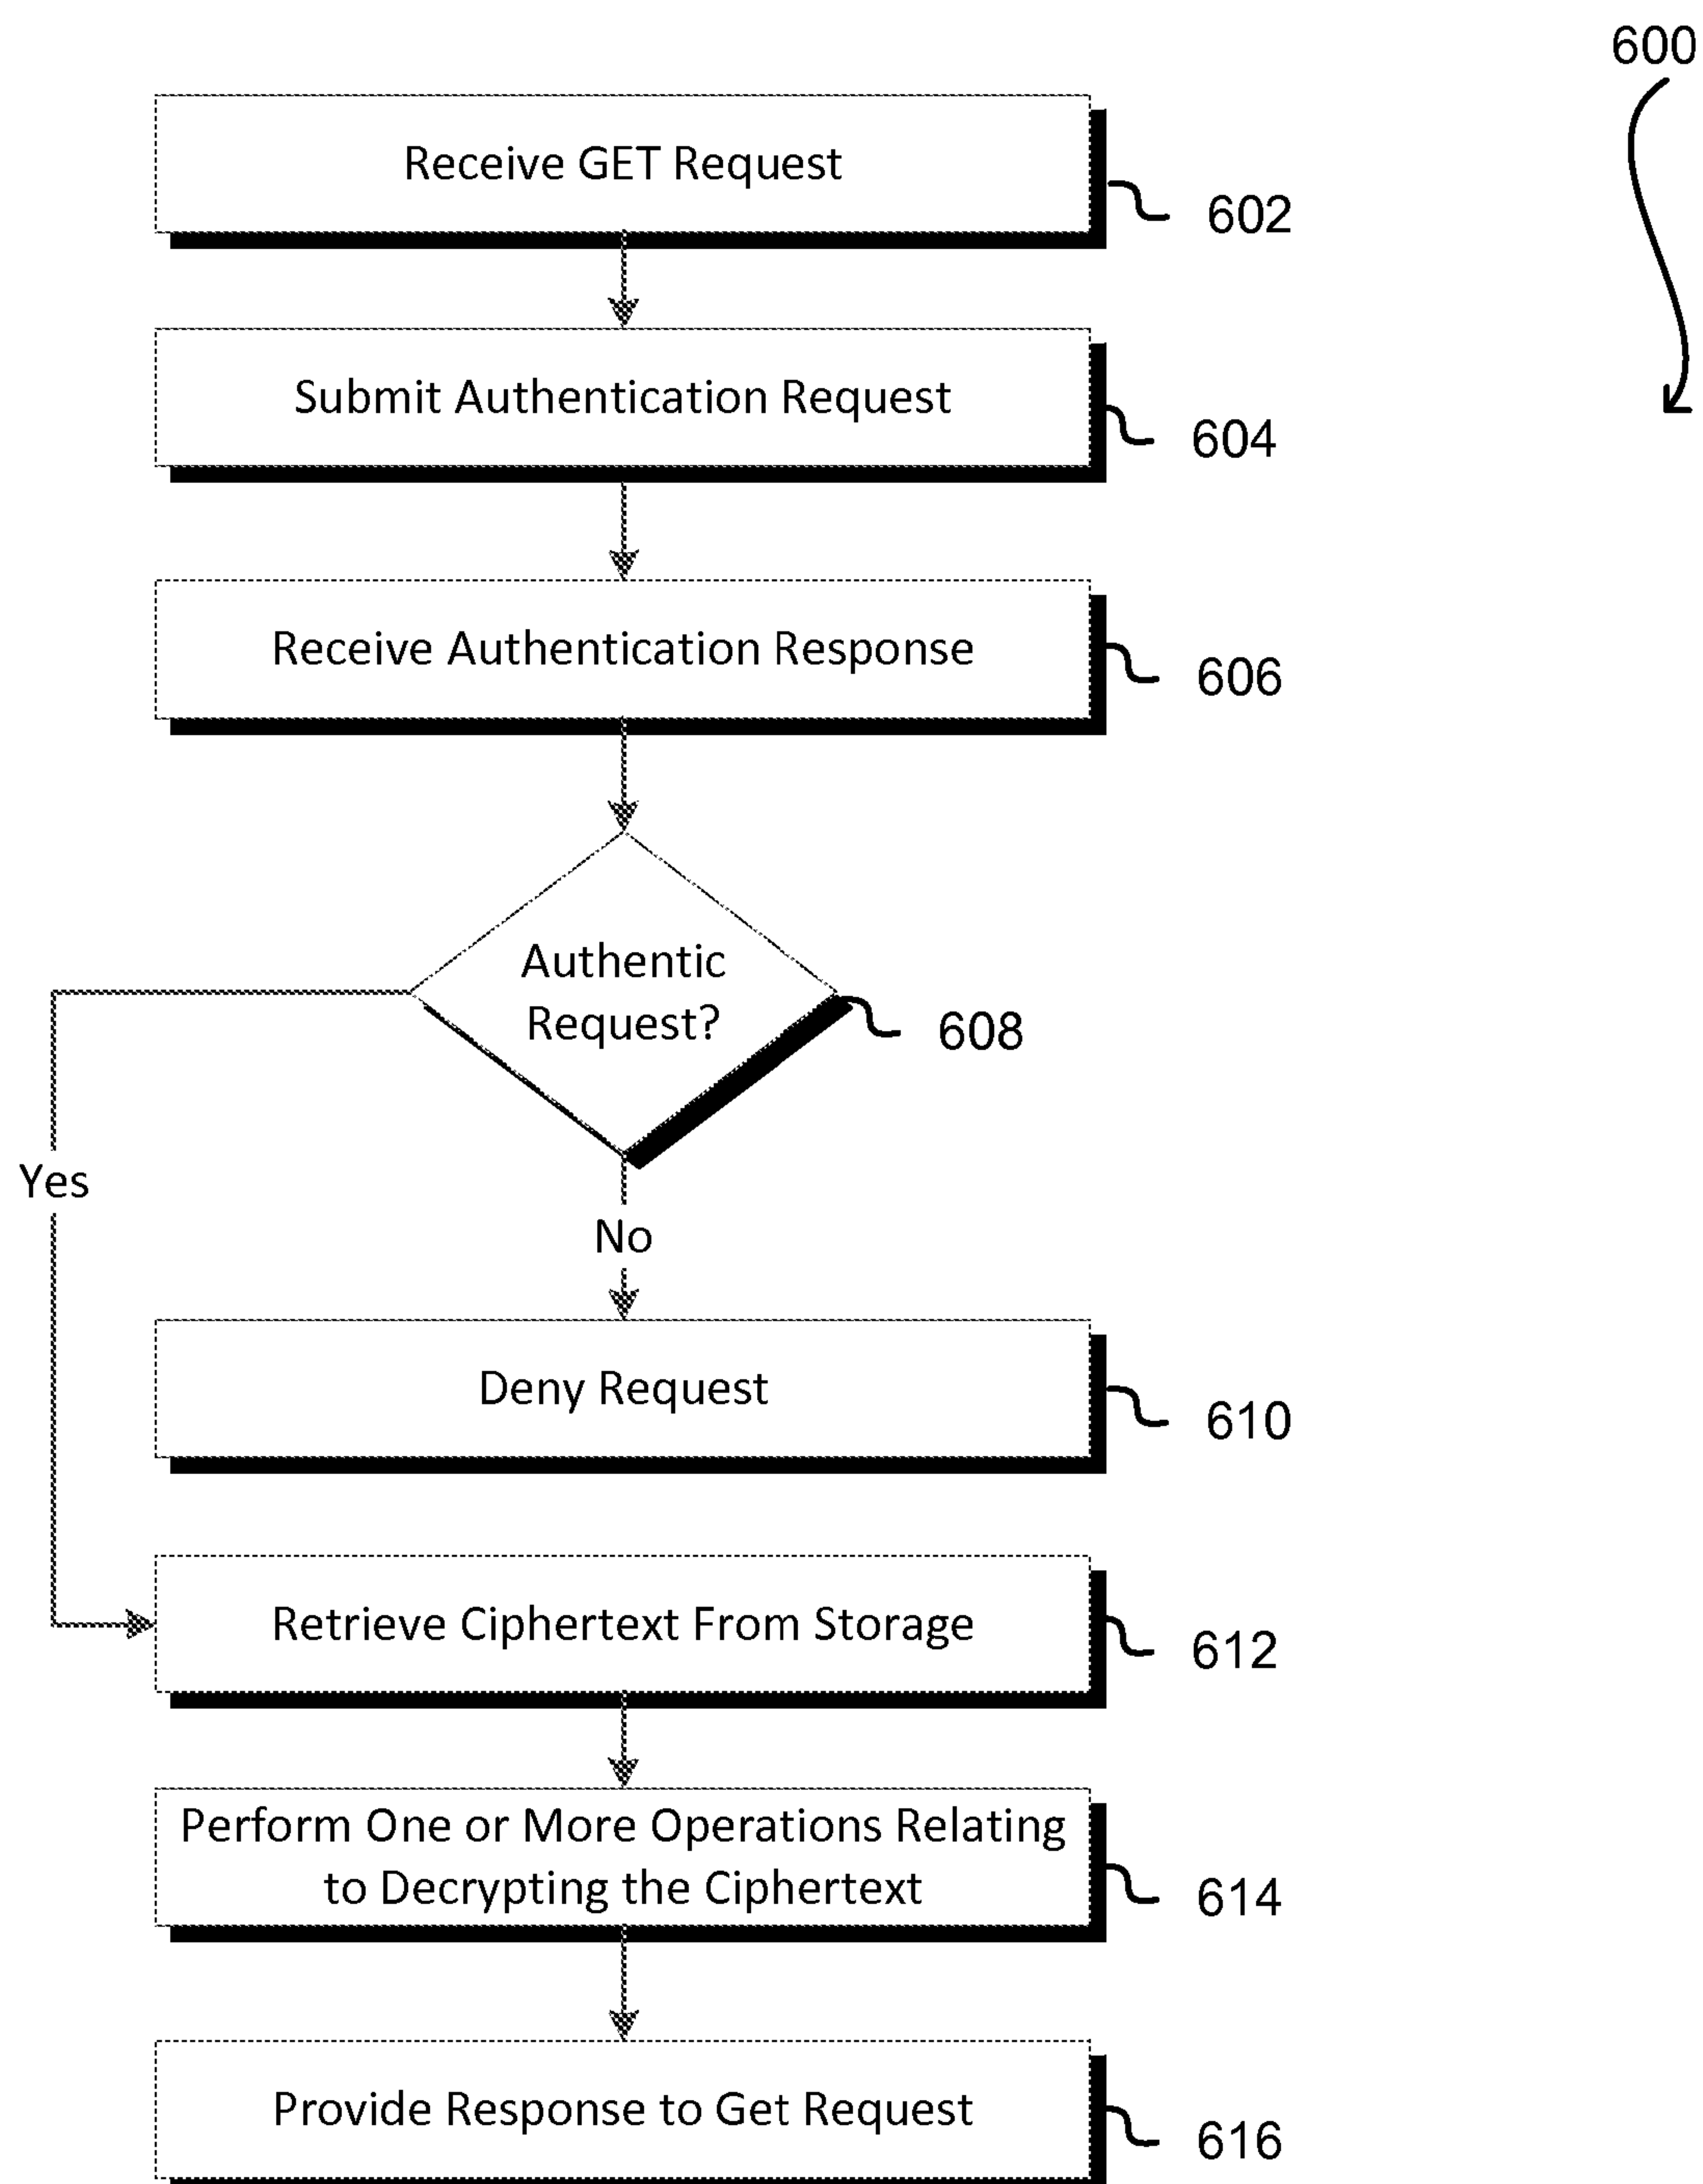 600
Receive GET Request
602
Submit Authentication Request
604
Receive Authentication Response
606
Authentic
Request?
608
Yes
No
Deny Request
610
Retrieve Ciphertext From Storage
612
Perform One or More Operations Relating
to Decrypting the Ciphertext
614
Provide Response to Get Request
616